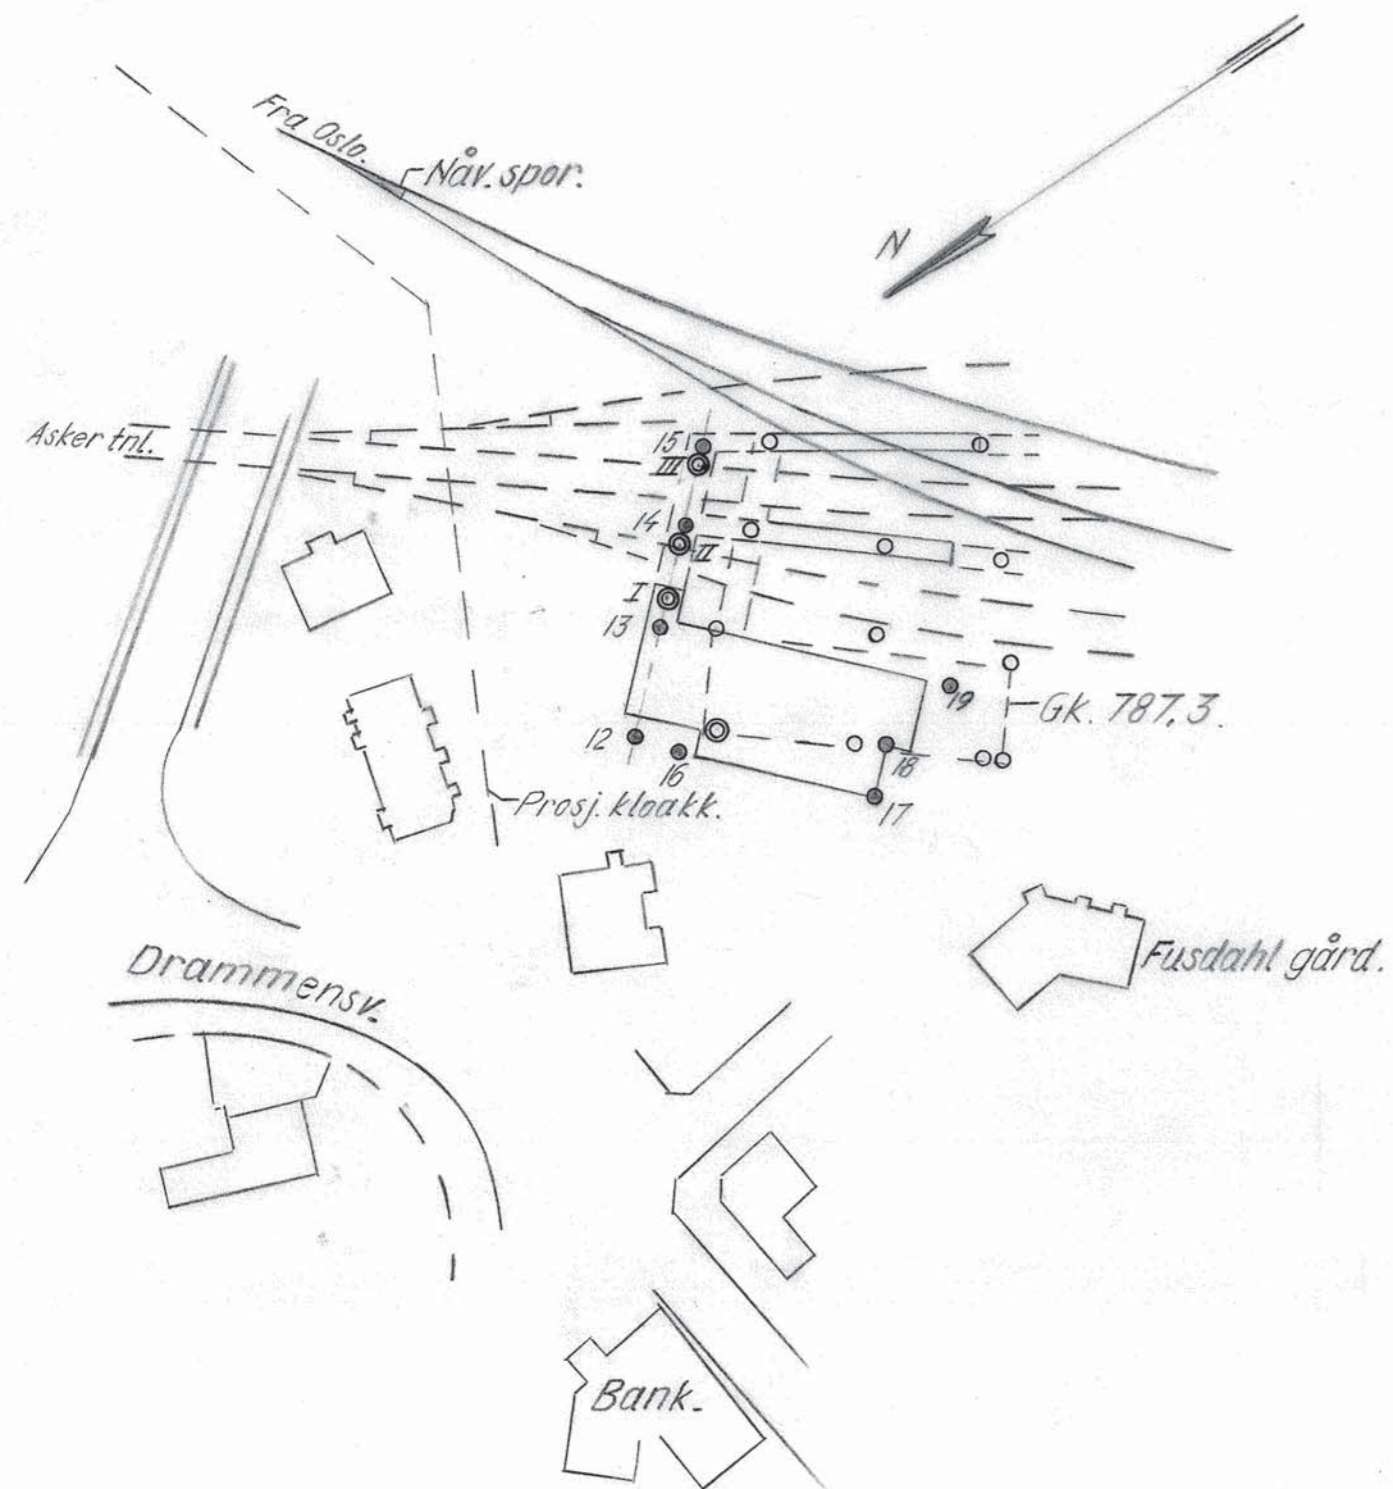 Fra Oslo.
Nåv. spor.
N
Asker tnl.
15
III
14
II
I
13
19
Gk. 787,3.
12
16
18
17
Prosj. kloakk.
Fusdahl gård.
Drammensv.
Bank.